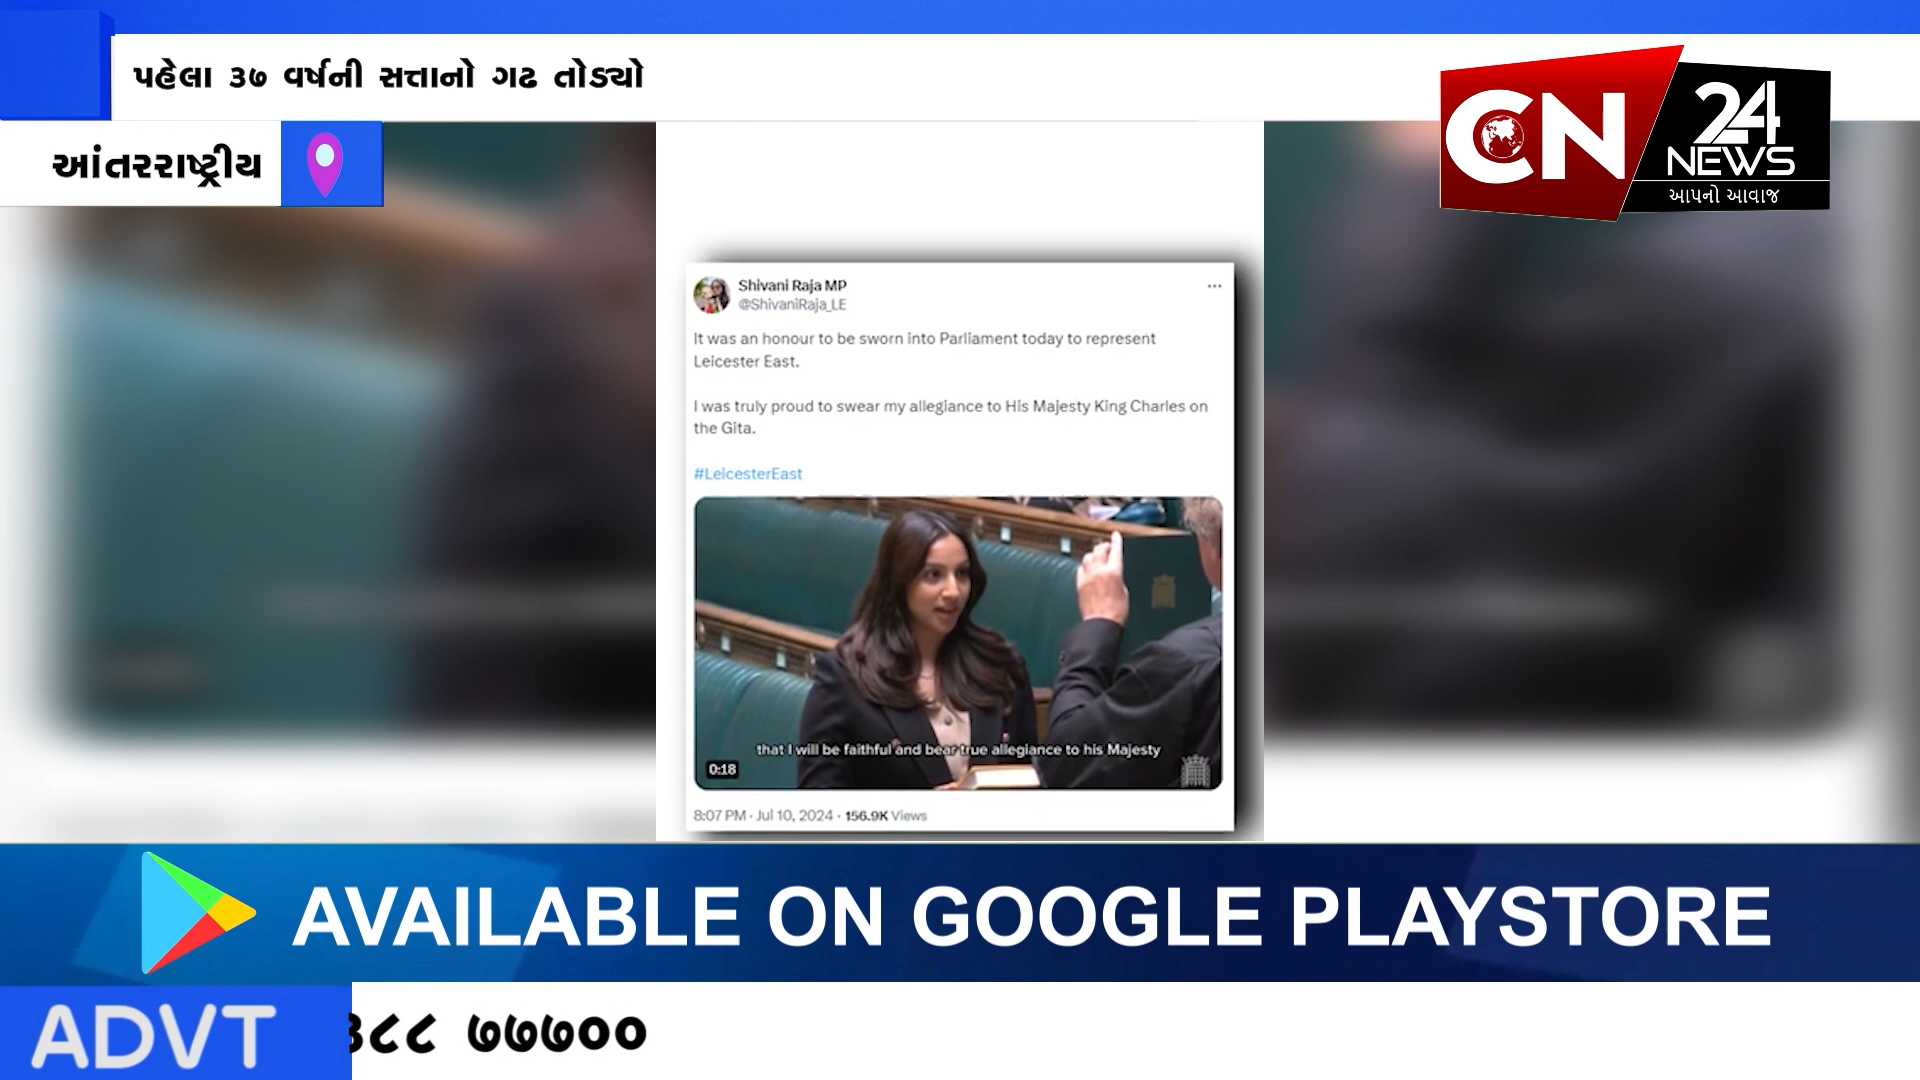 પહેલા ૩૭ વર્ષની સત્તાનો ગઢ તોડ્યો
આંતરરાષ્ટ્રીય
CN
24
NEWS
આપનો આવાજ
Shivani Raja MP
@ShivaniRaja_LE
It was an honour to be sworn into Parliament today to represent
Leicester East.
I was truly proud to swear my allegiance to His Majesty King Charles on
the Gita.
#LeicesterEast
that I will be faithful and bear true allegiance to his Majesty
0:18
8:07 PM · Jul 10, 2024 · 156.9K Views
AVAILABLE ON GOOGLE PLAYSTORE
ADVT
૮૮ ૭૭૭૦૦